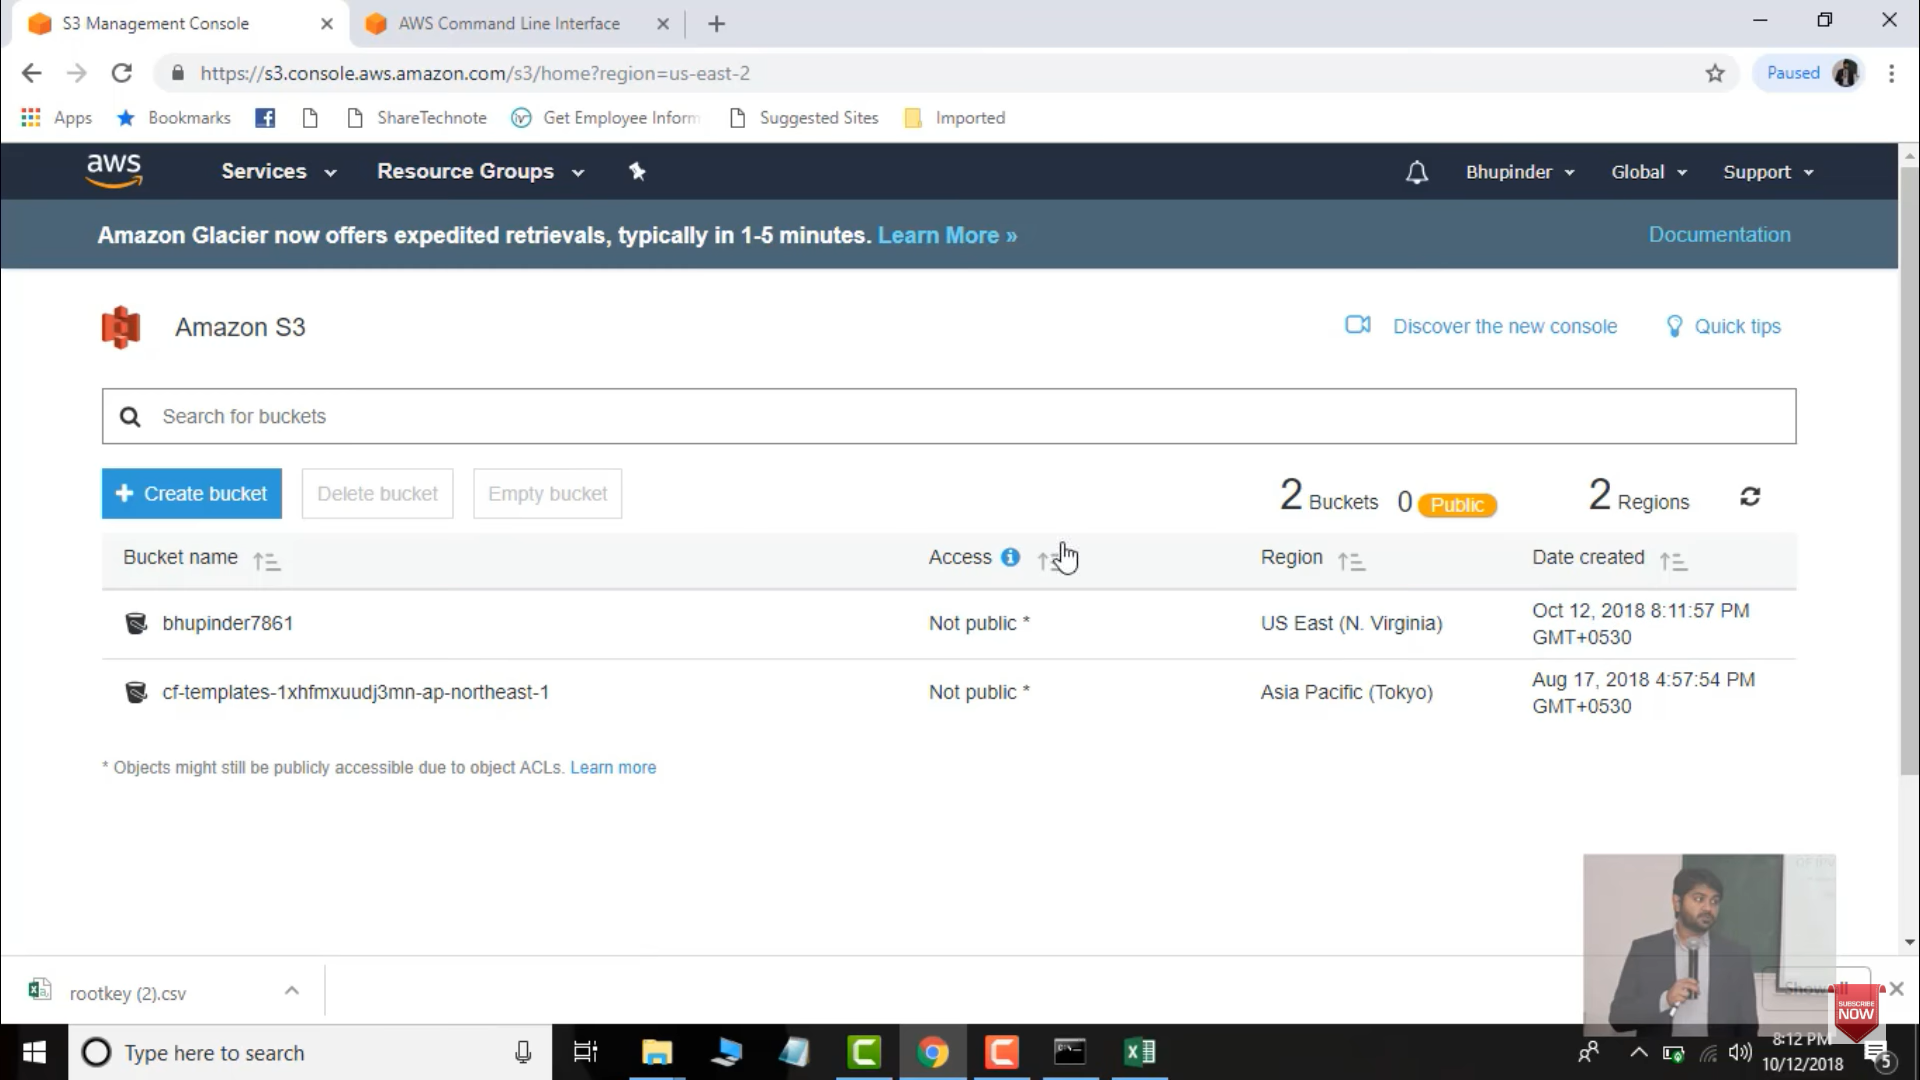 S3 Management Console
AWS Command Line Interface
https://s3.console.aws.amazon.com/s3/home?region=us-east-2
Paused
Apps
Bookmarks
ShareTechnote
Get Employee Inform
Suggested Sites
Imported
aws
Services
Resource Groups
Bhupinder
Global
Support
Amazon Glacier now offers expedited retrievals, typically in 1-5 minutes. Learn More »
Documentation
Amazon S3
Discover the new console
Quick tips
Search for buckets
+ Create bucket
Delete bucket
Empty bucket
2 Buckets
0 Public
2 Regions
Bucket name
Access
Region
Date created
bhupinder7861
Not public *
US East (N. Virginia)
Oct 12, 2018 8:11:57 PM
GMT+0530
cf-templates-1xhfmxuudj3mn-ap-northeast-1
Not public *
Asia Pacific (Tokyo)
Aug 17, 2018 4:57:54 PM
GMT+0530
* Objects might still be publicly accessible due to object ACLs. Learn more
rootkey (2).csv
SUBSCRIBE
NOW
Type here to search
8:12 PM
10/12/2018
5